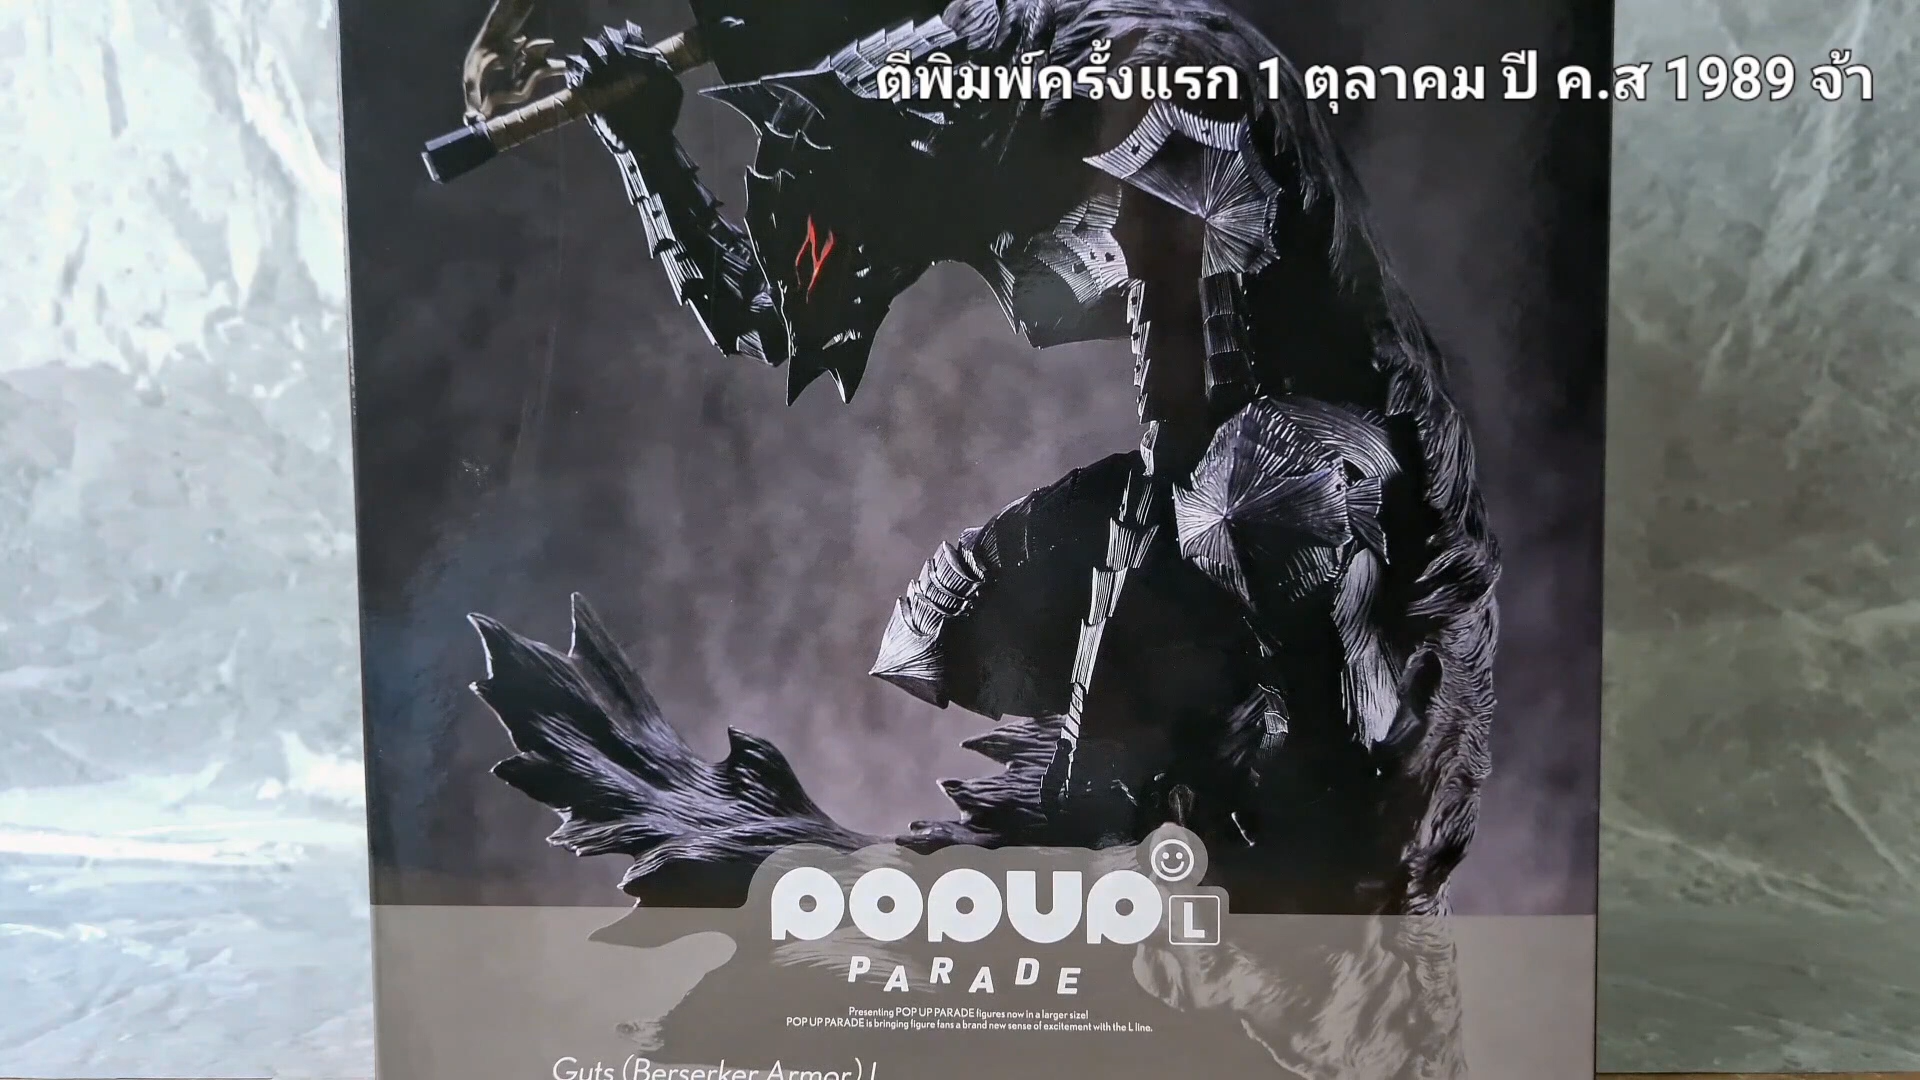 ตีพิมพ์ครั้งแรก 1 ตุลาคม ปี ค.ส 1989 จ้า
POPUP L
PARADE
Presenting POP UP PARADE figures now in a larger size!
POP UP PARADE is bringing figure fans a brand new sense of excitement with the L line.
Guts (Berserker Armor) L